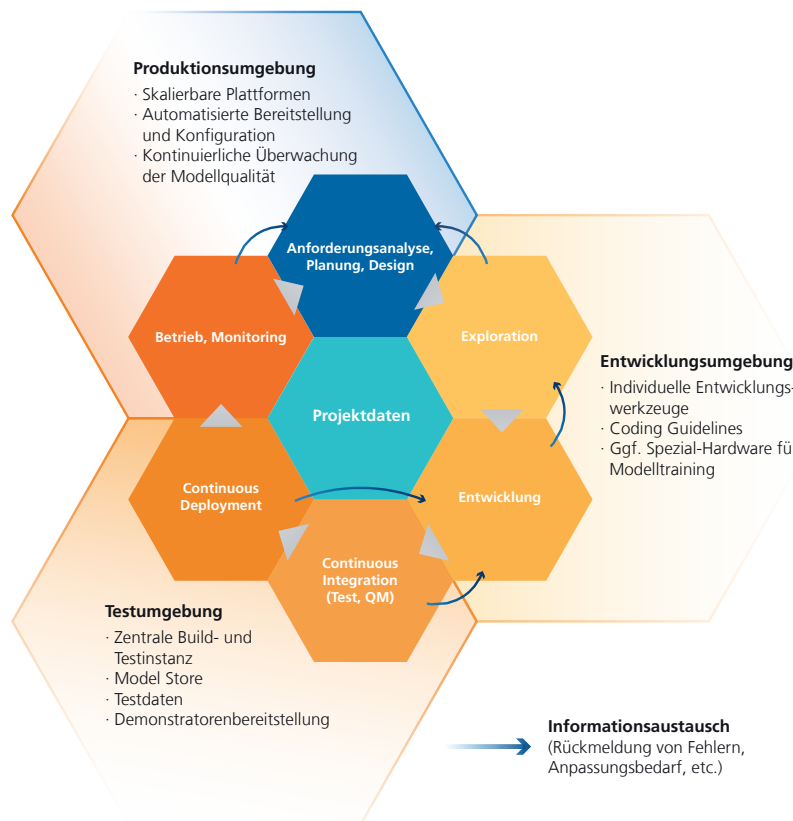 Produktionsumgebung
· Skalierbare Plattformen
· Automatisierte Bereitstellung
und Konfiguration
· Kontinuierliche Überwachung
der Modellqualität
Anforderungsanalyse,
Planung, Design
Betrieb, Monitoring
Exploration
Projektdaten
Entwicklungsumgebung
· Individuelle Entwicklungs-
werkzeuge
· Coding Guidelines
· Ggf. Spezial-Hardware fü
Modelltraining
Continuous
Deployment
Entwicklung
Continuous
Integration
(Test, QM)
Testumgebung
· Zentrale Build- und
Testinstanz
· Model Store
· Testdaten
· Demonstratorenbereitstellung
Informationsaustausch
(Rückmeldung von Fehlern,
Anpassungsbedarf, etc.)